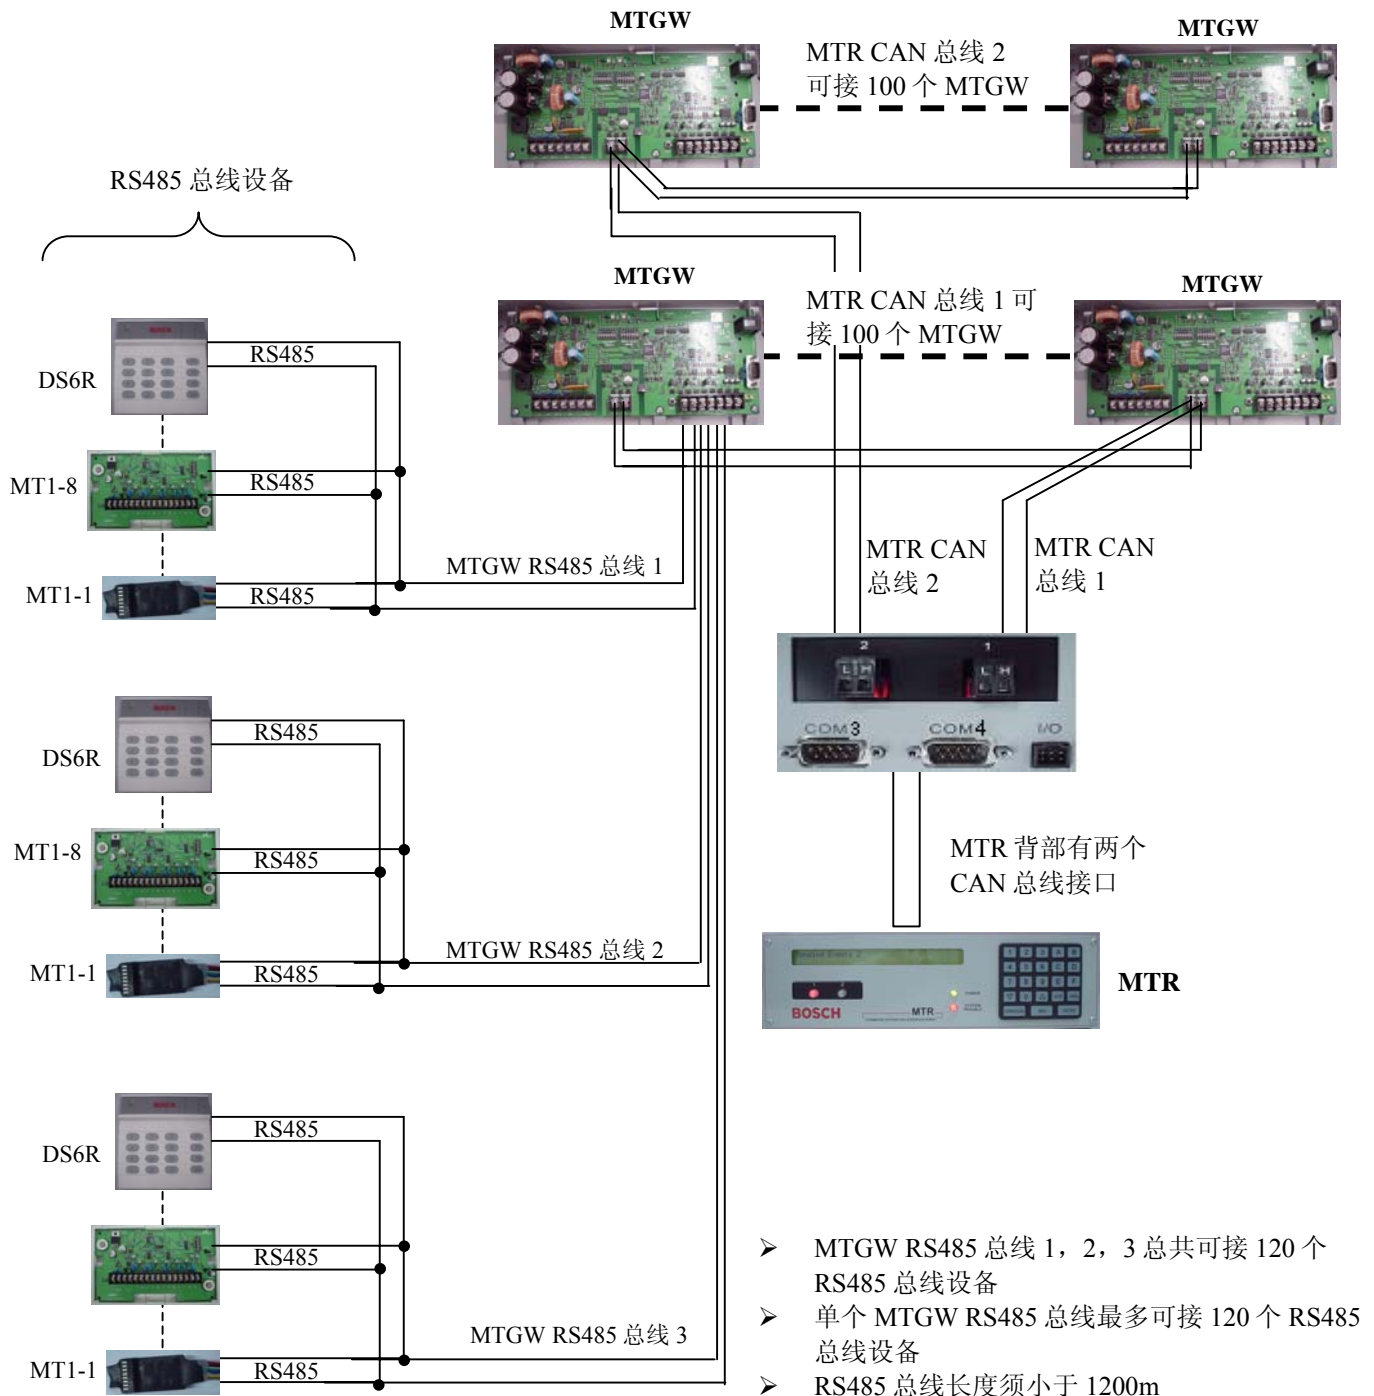 MTGW
MTGW
MTR CAN 总线 2
可接 100 个 MTGW
RS485 总线设备
MTGW
MTGW
MTR CAN 总线 1 可
接 100 个 MTGW
BOSCH
RS485
DS6R
RS485
MT1-8
MTGW RS485 总线 1
RS485
MT1-1
MTR CAN
总线 2
MTR CAN
总线 1
2
1
L H
L H
COM3
COM4
I/O
BOSCH
RS485
DS6R
RS485
MT1-8
MTGW RS485 总线 2
RS485
MT1-1
MTR 背部有两个
CAN 总线接口
BOSCH
MTR
MTR
RS485
DS6R
RS485
MTGW RS485 总线 3
RS485
MT1-1
➢ MTGW RS485 总线 1，2，3 总共可接 120 个
RS485 总线设备
➢ 单个 MTGW RS485 总线最多可接 120 个 RS485
总线设备
➢ RS485 总线长度须小于 1200m